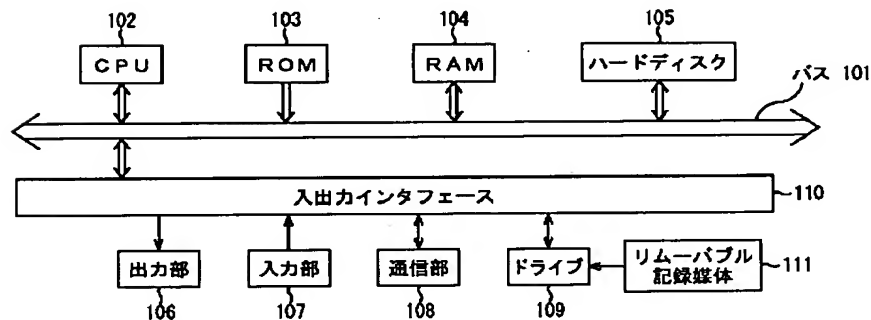 102
103
104
105
CPU
ROM
RAM
ハードディスク
バス 101
入出力インタフェース
110
出力部
入力部
通信部
ドライブ
リムーバブル
記録媒体
111
106
107
108
109